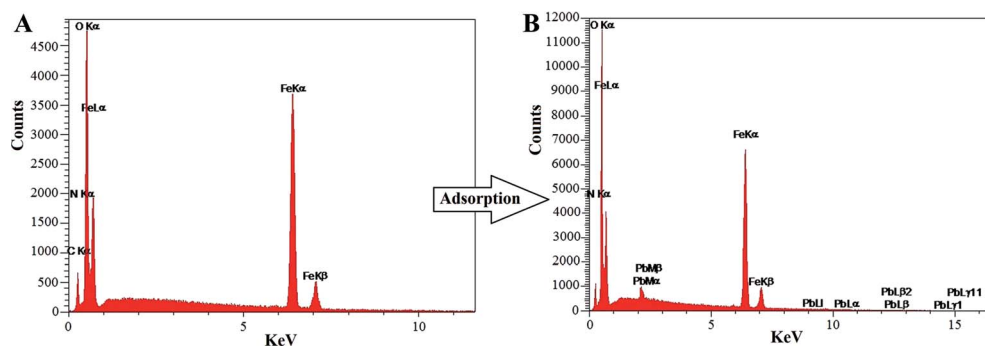 A
O Kα
4500
4000
FeLα
3500
3000
2500
2000
N Kα
1500
C Kα
1000
500
0
Counts
FeKα
FeKβ
0
5
10
KeV
Adsorption
B
12000
O Kα
11000
10000
FeLα
9000
8000
7000
6000
5000
N Kα
4000
3000
2000
1000
0
Counts
FeKα
PbMβ
PbMα
FeKβ
PbLl
PbLα
PbLβ2
PbLβ
PbLγ11
PbLγ1
0
5
10
15
KeV